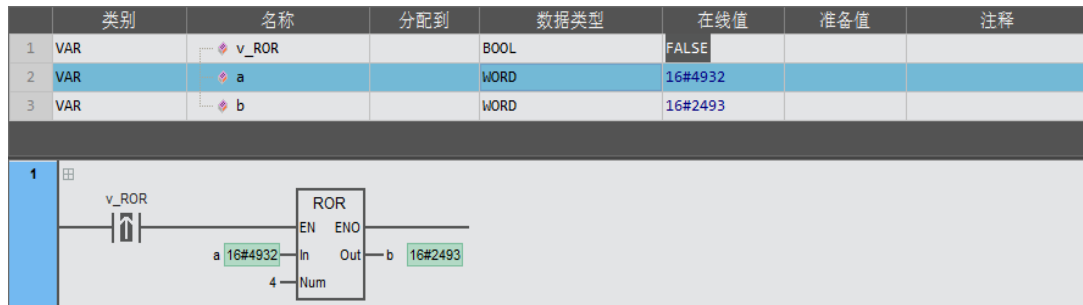 类别 名称 分配到 数据类型 在线值 准备值 注释
1 VAR v_ROR BOOL FALSE
2 VAR a WORD 16#4932
3 VAR b WORD 16#2493
1
v_ROR
ROR
EN ENO
a 16#4932 In Out b 16#2493
4 Num